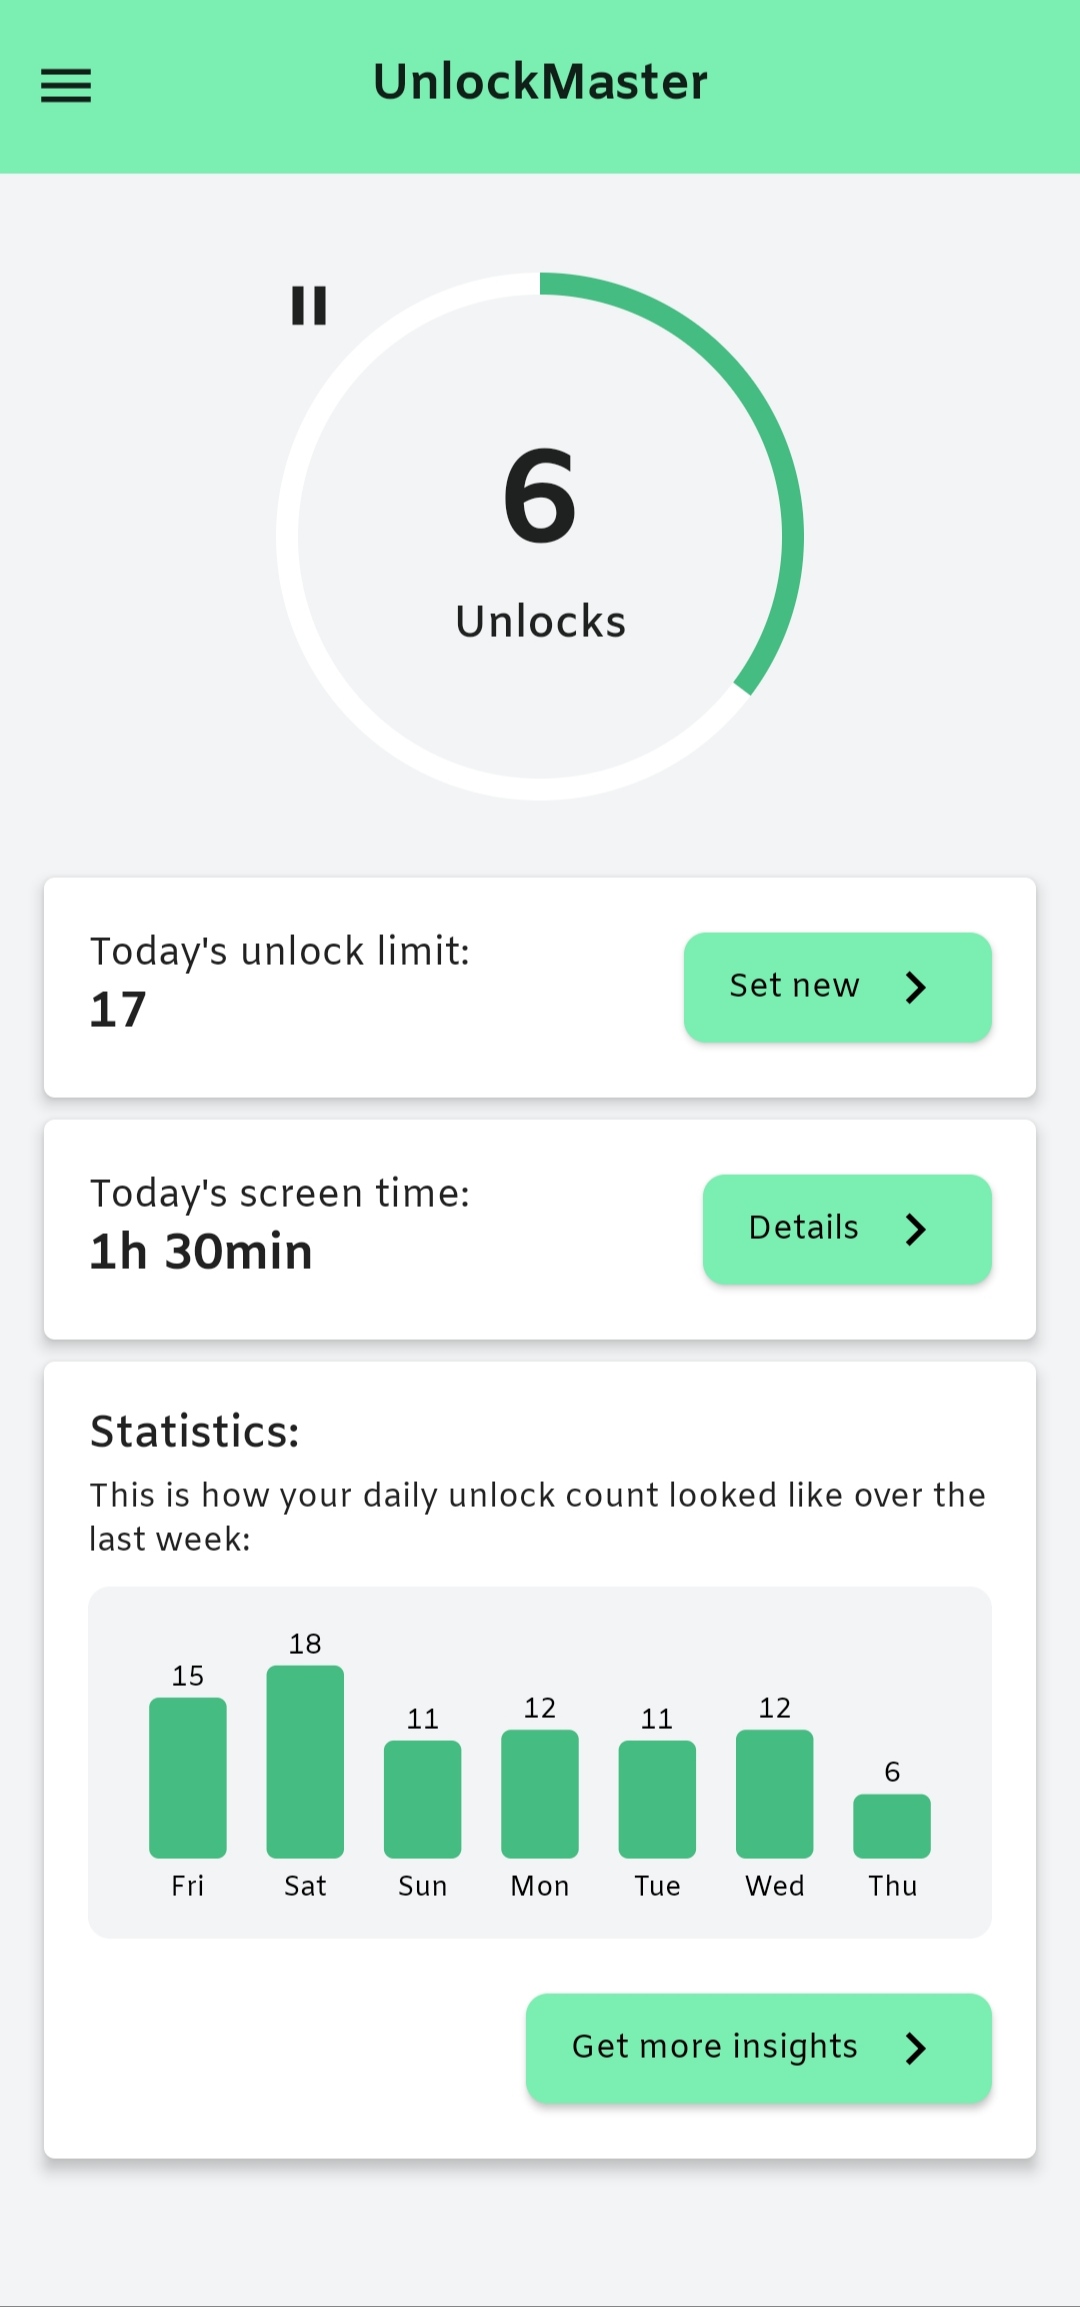 UnlockMaster
6
Unlocks
Today's unlock limit:
17
Set new
Today's screen time:
1h 30min
Details
Statistics:
This is how your daily unlock count looked like over the
last week:
15 18 11 12 11 12 6
Fri Sat Sun Mon Tue Wed Thu
Get more insights